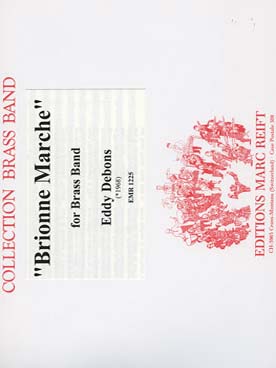 COLLECTION BRASS BAND
"Brionne Marche"
for Brass Band
Eddy Debons
(*1968)
EMR 1225
EDITIONS MARC REIFT
CH-3963 Crans-Montana (Switzerland) · Case Postale 308